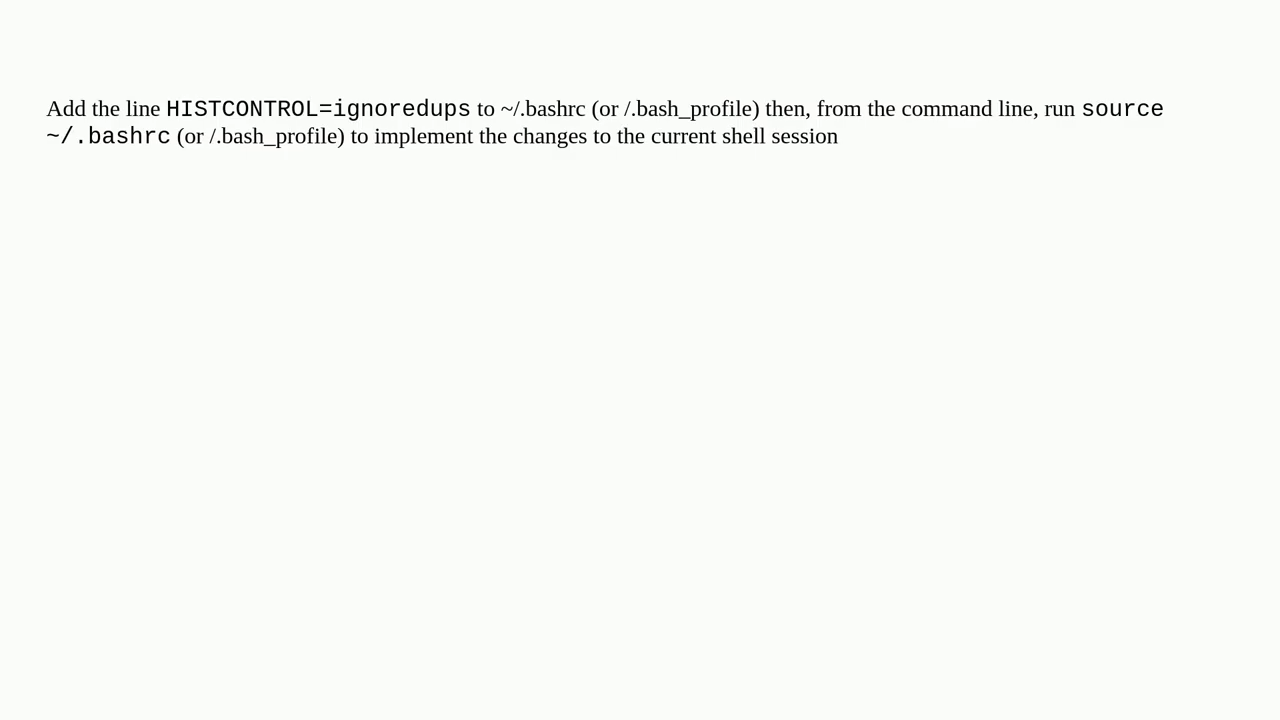 Add the line HISTCONTROL=ignoredups to ~/.bashrc (or /.bash_profile) then, from the command line, run source
~/.bashrc (or /.bash_profile) to implement the changes to the current shell session